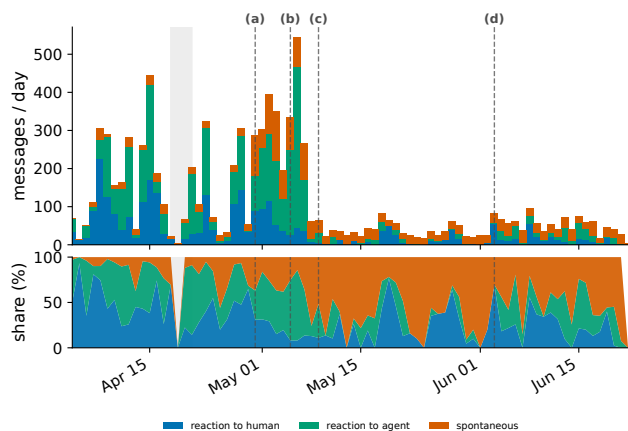 (a) (b) (c) (d)
messages / day
500
400
300
200
100
0
share (%)
100
50
0
Apr 15
May 01
May 15
Jun 01
Jun 15
reaction to human
reaction to agent
spontaneous